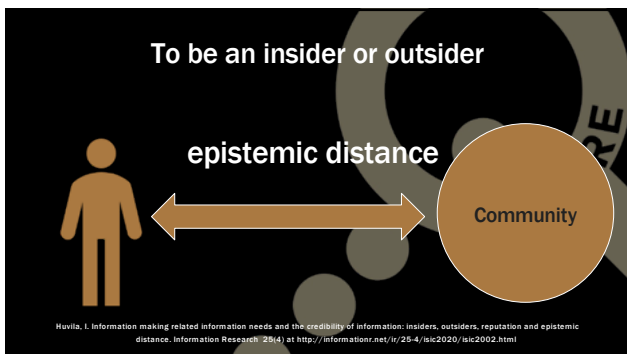 To be an insider or outsider
epistemic distance
RE
Community
Huvila, I. Information making related information needs and the credibility of information: insiders, outsiders, reputation and epistemic
distance. Information Research 25(4) at http://informationr.net/ir/25-4/isic2020/isic2002.html